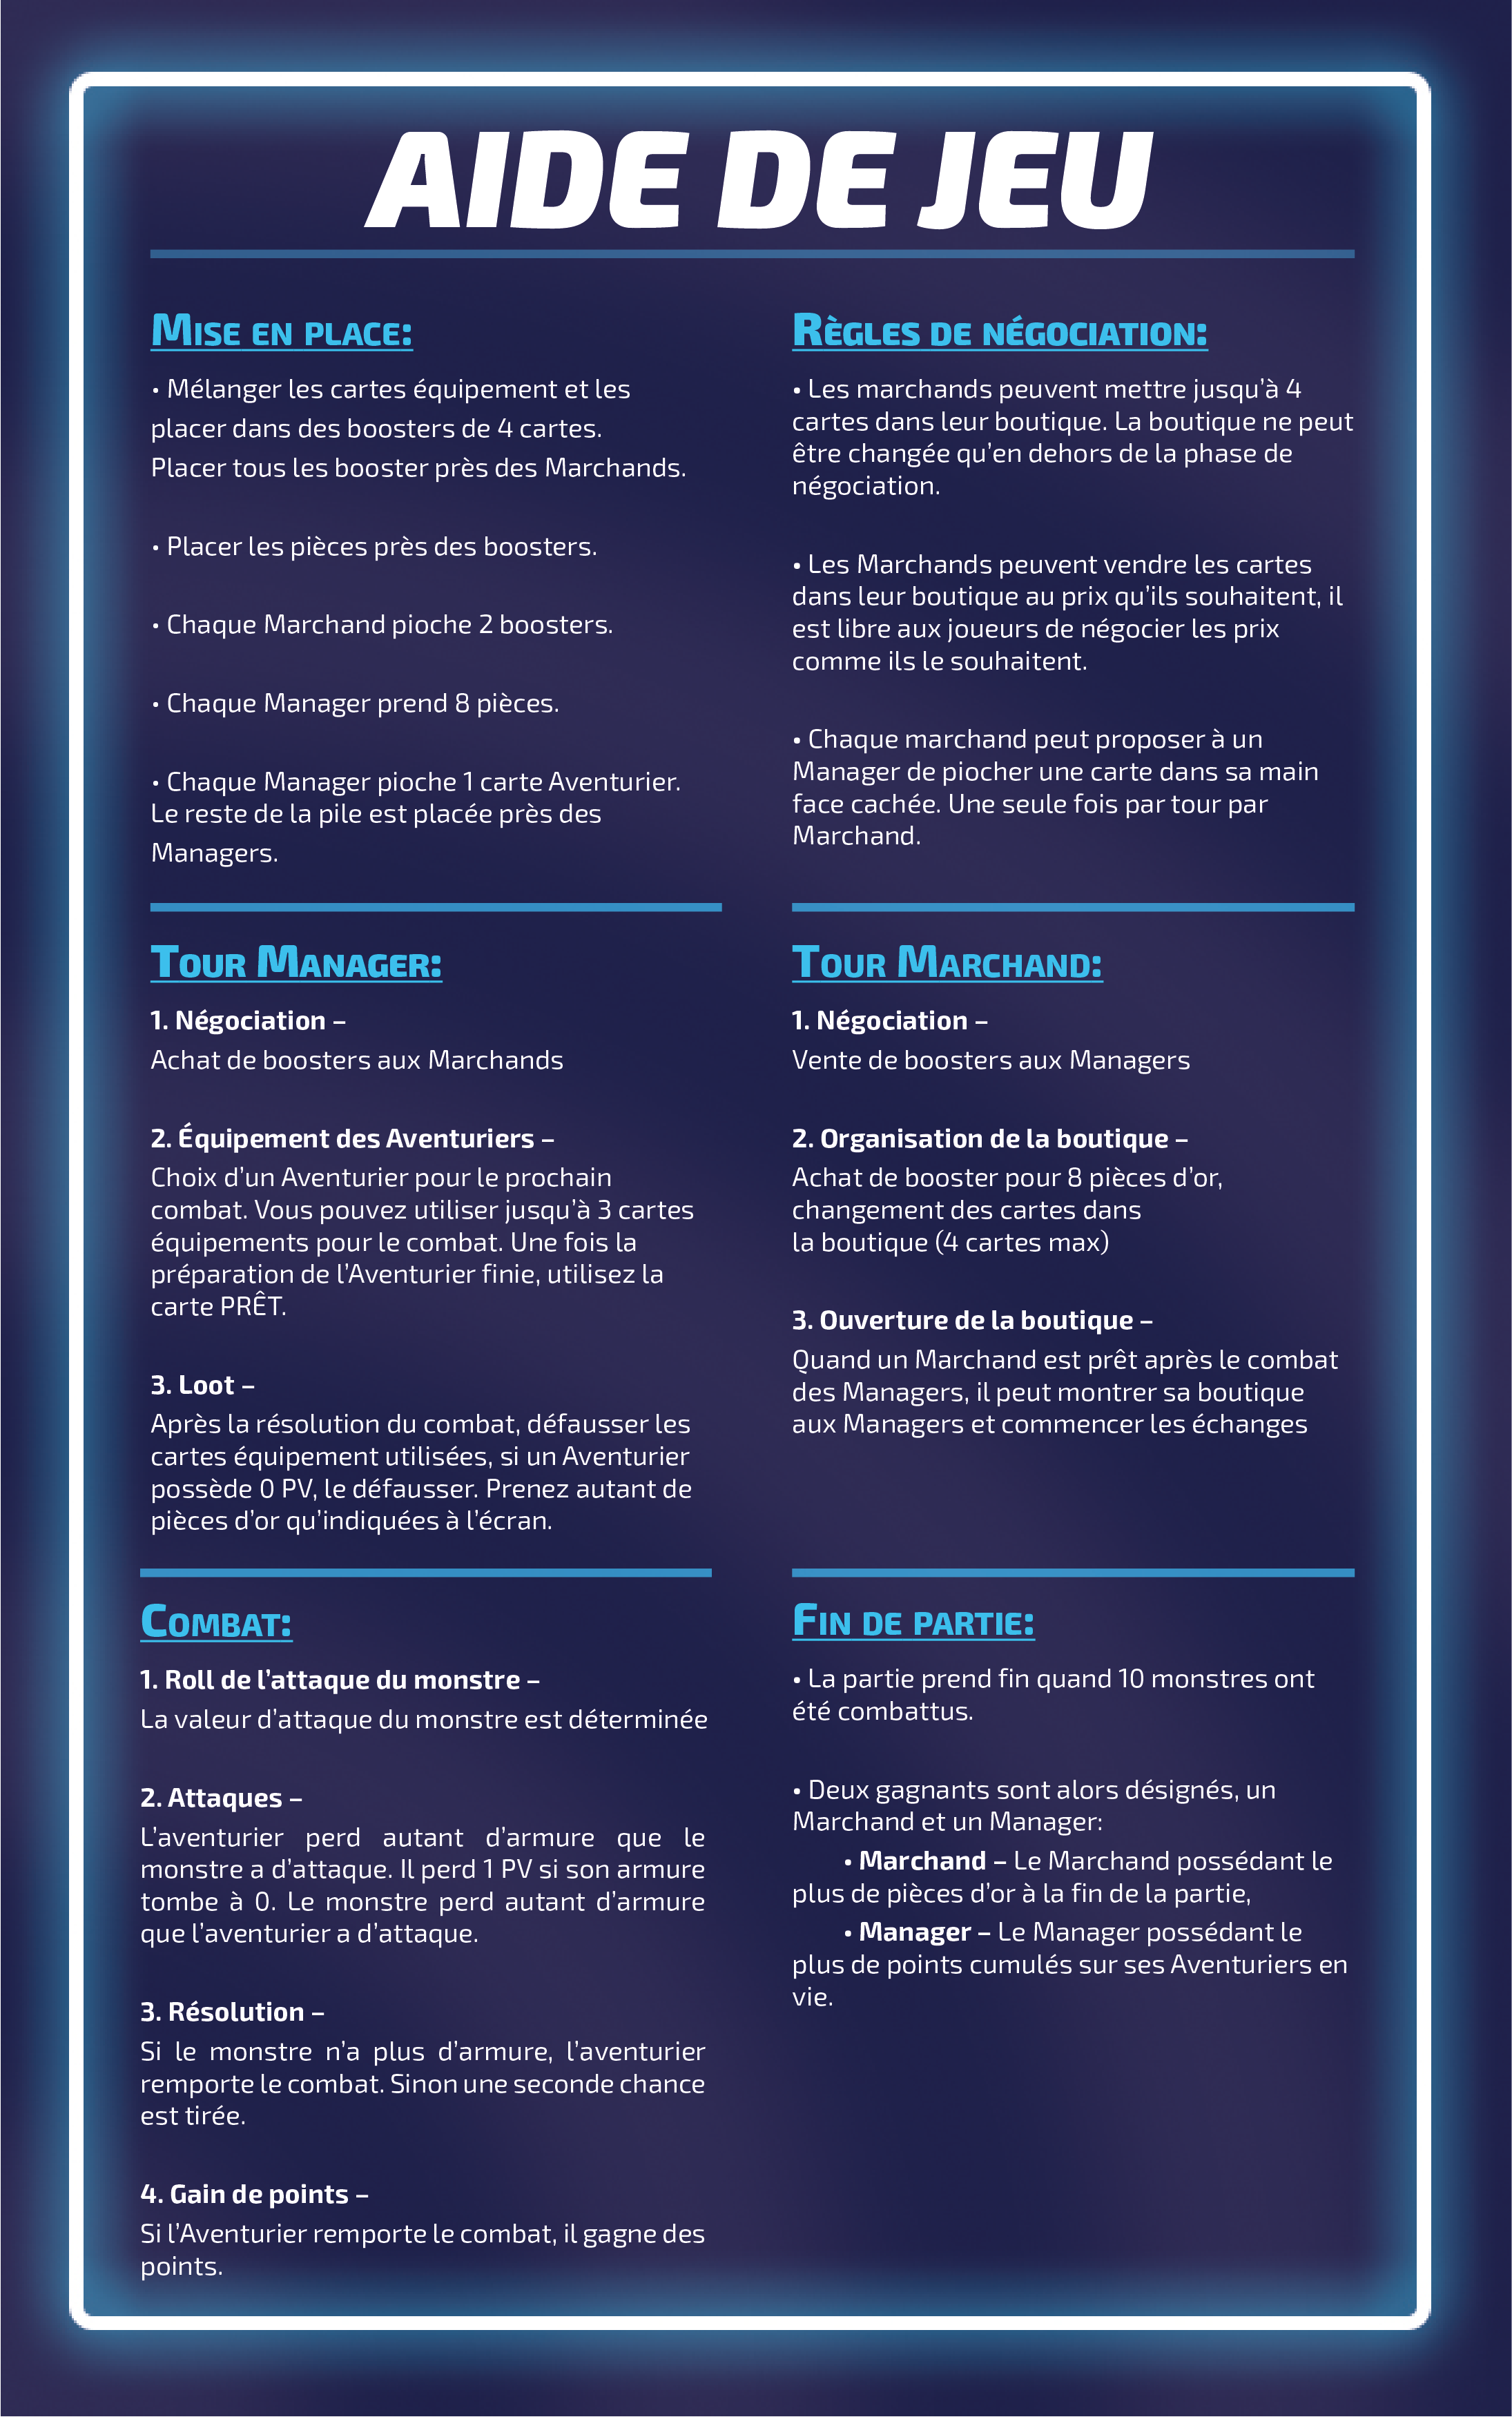 AIDE DE JEU
Mise en place:
• Mélanger les cartes équipement et les
placer dans des boosters de 4 cartes.
Placer tous les booster près des Marchands.
• Placer les pièces près des boosters.
• Chaque Marchand pioche 2 boosters.
• Chaque Manager prend 8 pièces.
• Chaque Manager pioche 1 carte Aventurier.
Le reste de la pile est placée près des
Managers.
Règles de négociation:
• Les marchands peuvent mettre jusqu’à 4
cartes dans leur boutique. La boutique ne peut
être changée qu’en dehors de la phase de
négociation.
• Les Marchands peuvent vendre les cartes
dans leur boutique au prix qu’ils souhaitent, il
est libre aux joueurs de négocier les prix
comme ils le souhaitent.
• Chaque marchand peut proposer à un
Manager de piocher une carte dans sa main
face cachée. Une seule fois par tour par
Marchand.
Tour Manager:
1. Négociation –
Achat de boosters aux Marchands
2. Équipement des Aventuriers –
Choix d’un Aventurier pour le prochain
combat. Vous pouvez utiliser jusqu’à 3 cartes
équipements pour le combat. Une fois la
préparation de l’Aventurier finie, utilisez la
carte PRÊT.
3. Loot –
Après la résolution du combat, défausser les
cartes équipement utilisées, si un Aventurier
possède 0 PV, le défausser. Prenez autant de
pièces d’or qu’indiquées à l’écran.
Tour Marchand:
1. Négociation –
Vente de boosters aux Managers
2. Organisation de la boutique –
Achat de booster pour 8 pièces d’or,
changement des cartes dans
la boutique (4 cartes max)
3. Ouverture de la boutique –
Quand un Marchand est prêt après le combat
des Managers, il peut montrer sa boutique
aux Managers et commencer les échanges
Combat:
1. Roll de l’attaque du monstre –
La valeur d’attaque du monstre est déterminée
2. Attaques –
L’aventurier perd autant d’armure que le
monstre a d’attaque. Il perd 1 PV si son armure
tombe à 0. Le monstre perd autant d’armure
que l’aventurier a d’attaque.
3. Résolution –
Si le monstre n’a plus d’armure, l’aventurier
remporte le combat. Sinon une seconde chance
est tirée.
4. Gain de points –
Si l’Aventurier remporte le combat, il gagne des
points.
Fin de partie:
• La partie prend fin quand 10 monstres ont
été combattus.
• Deux gagnants sont alors désignés, un
Marchand et un Manager:
• Marchand – Le Marchand possédant le
plus de pièces d’or à la fin de la partie,
• Manager – Le Manager possédant le
plus de points cumulés sur ses Aventuriers en
vie.